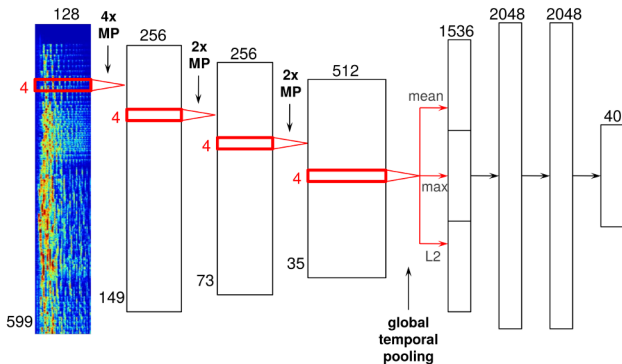 128
4x
MP
256
2x
MP
256
2x
MP
512
1536
2048
2048
40
4
4
4
4
mean
max
L2
599
149
73
35
global
temporal
pooling